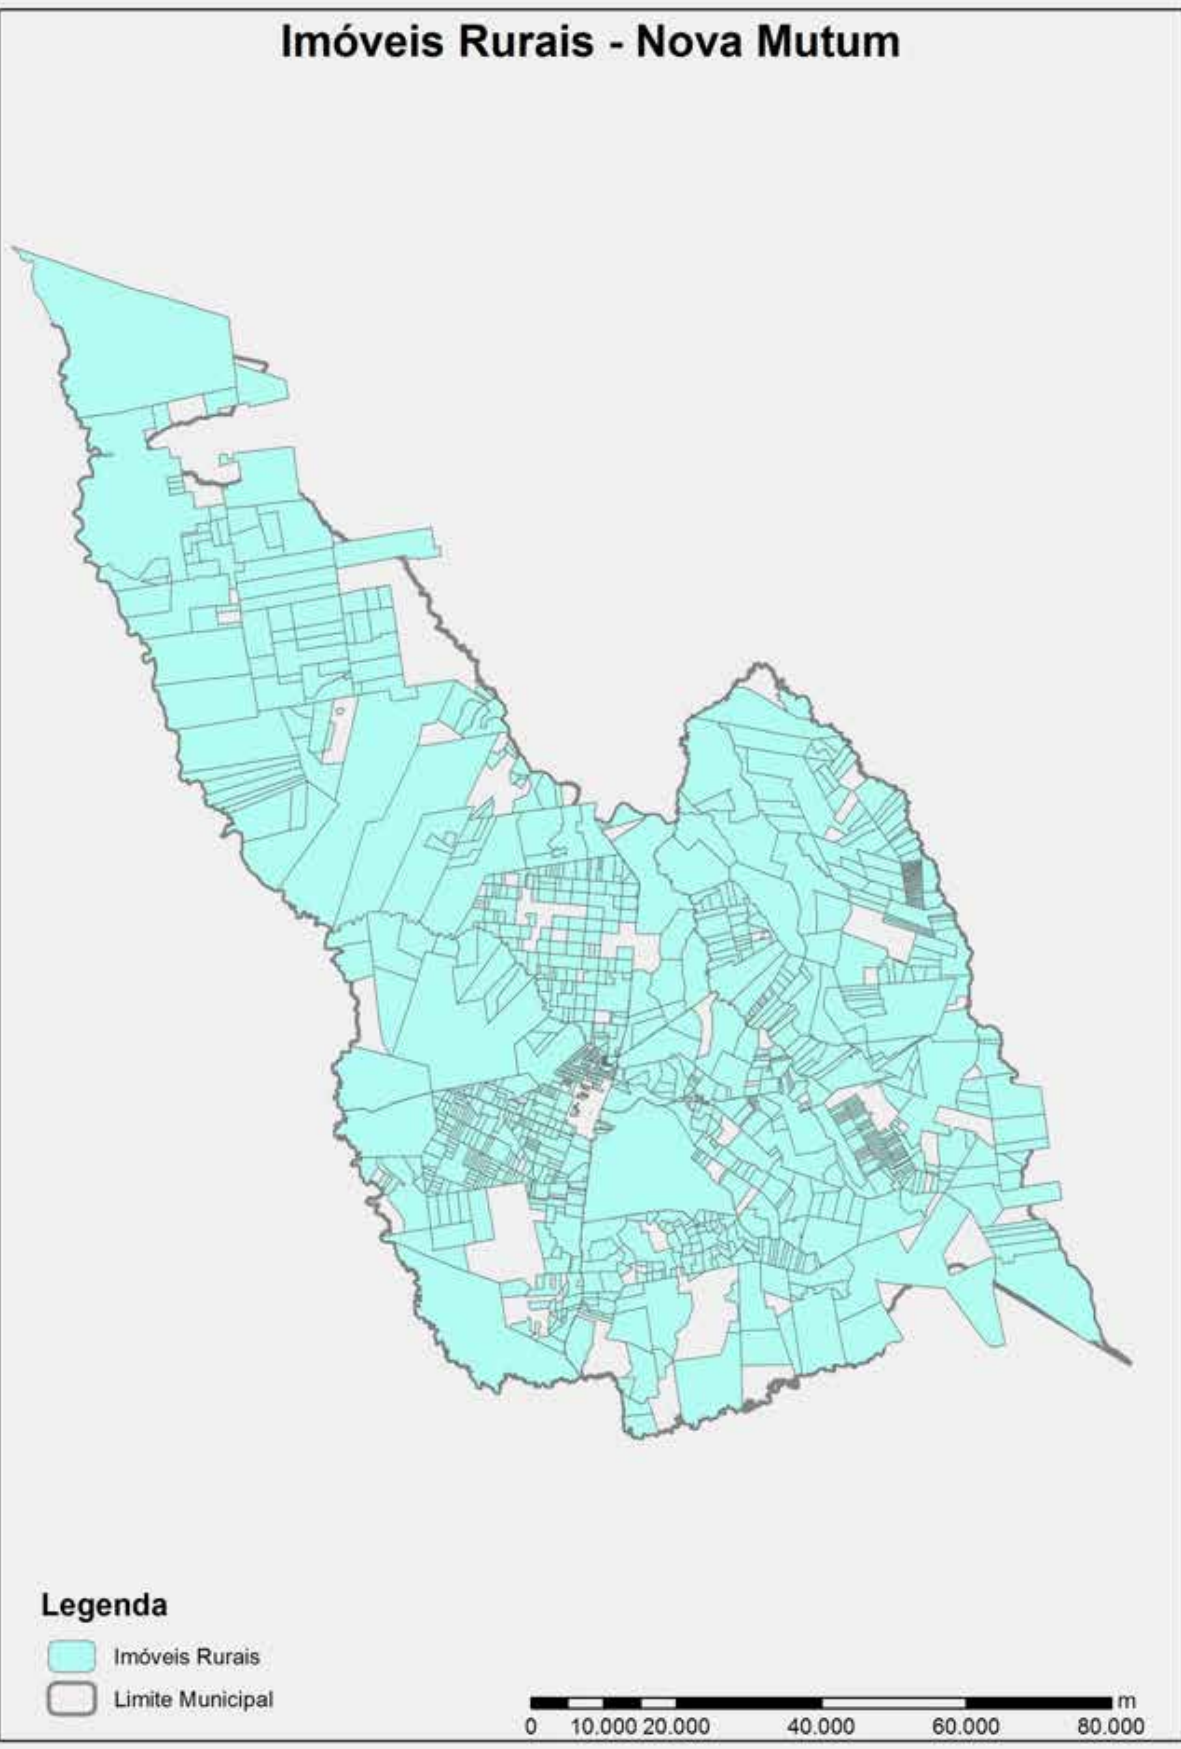 Imóveis Rurais - Nova Mutum
Legenda
Imóveis Rurais
Limite Municipal
m
0 10.000 20.000 40.000 60.000 80.000